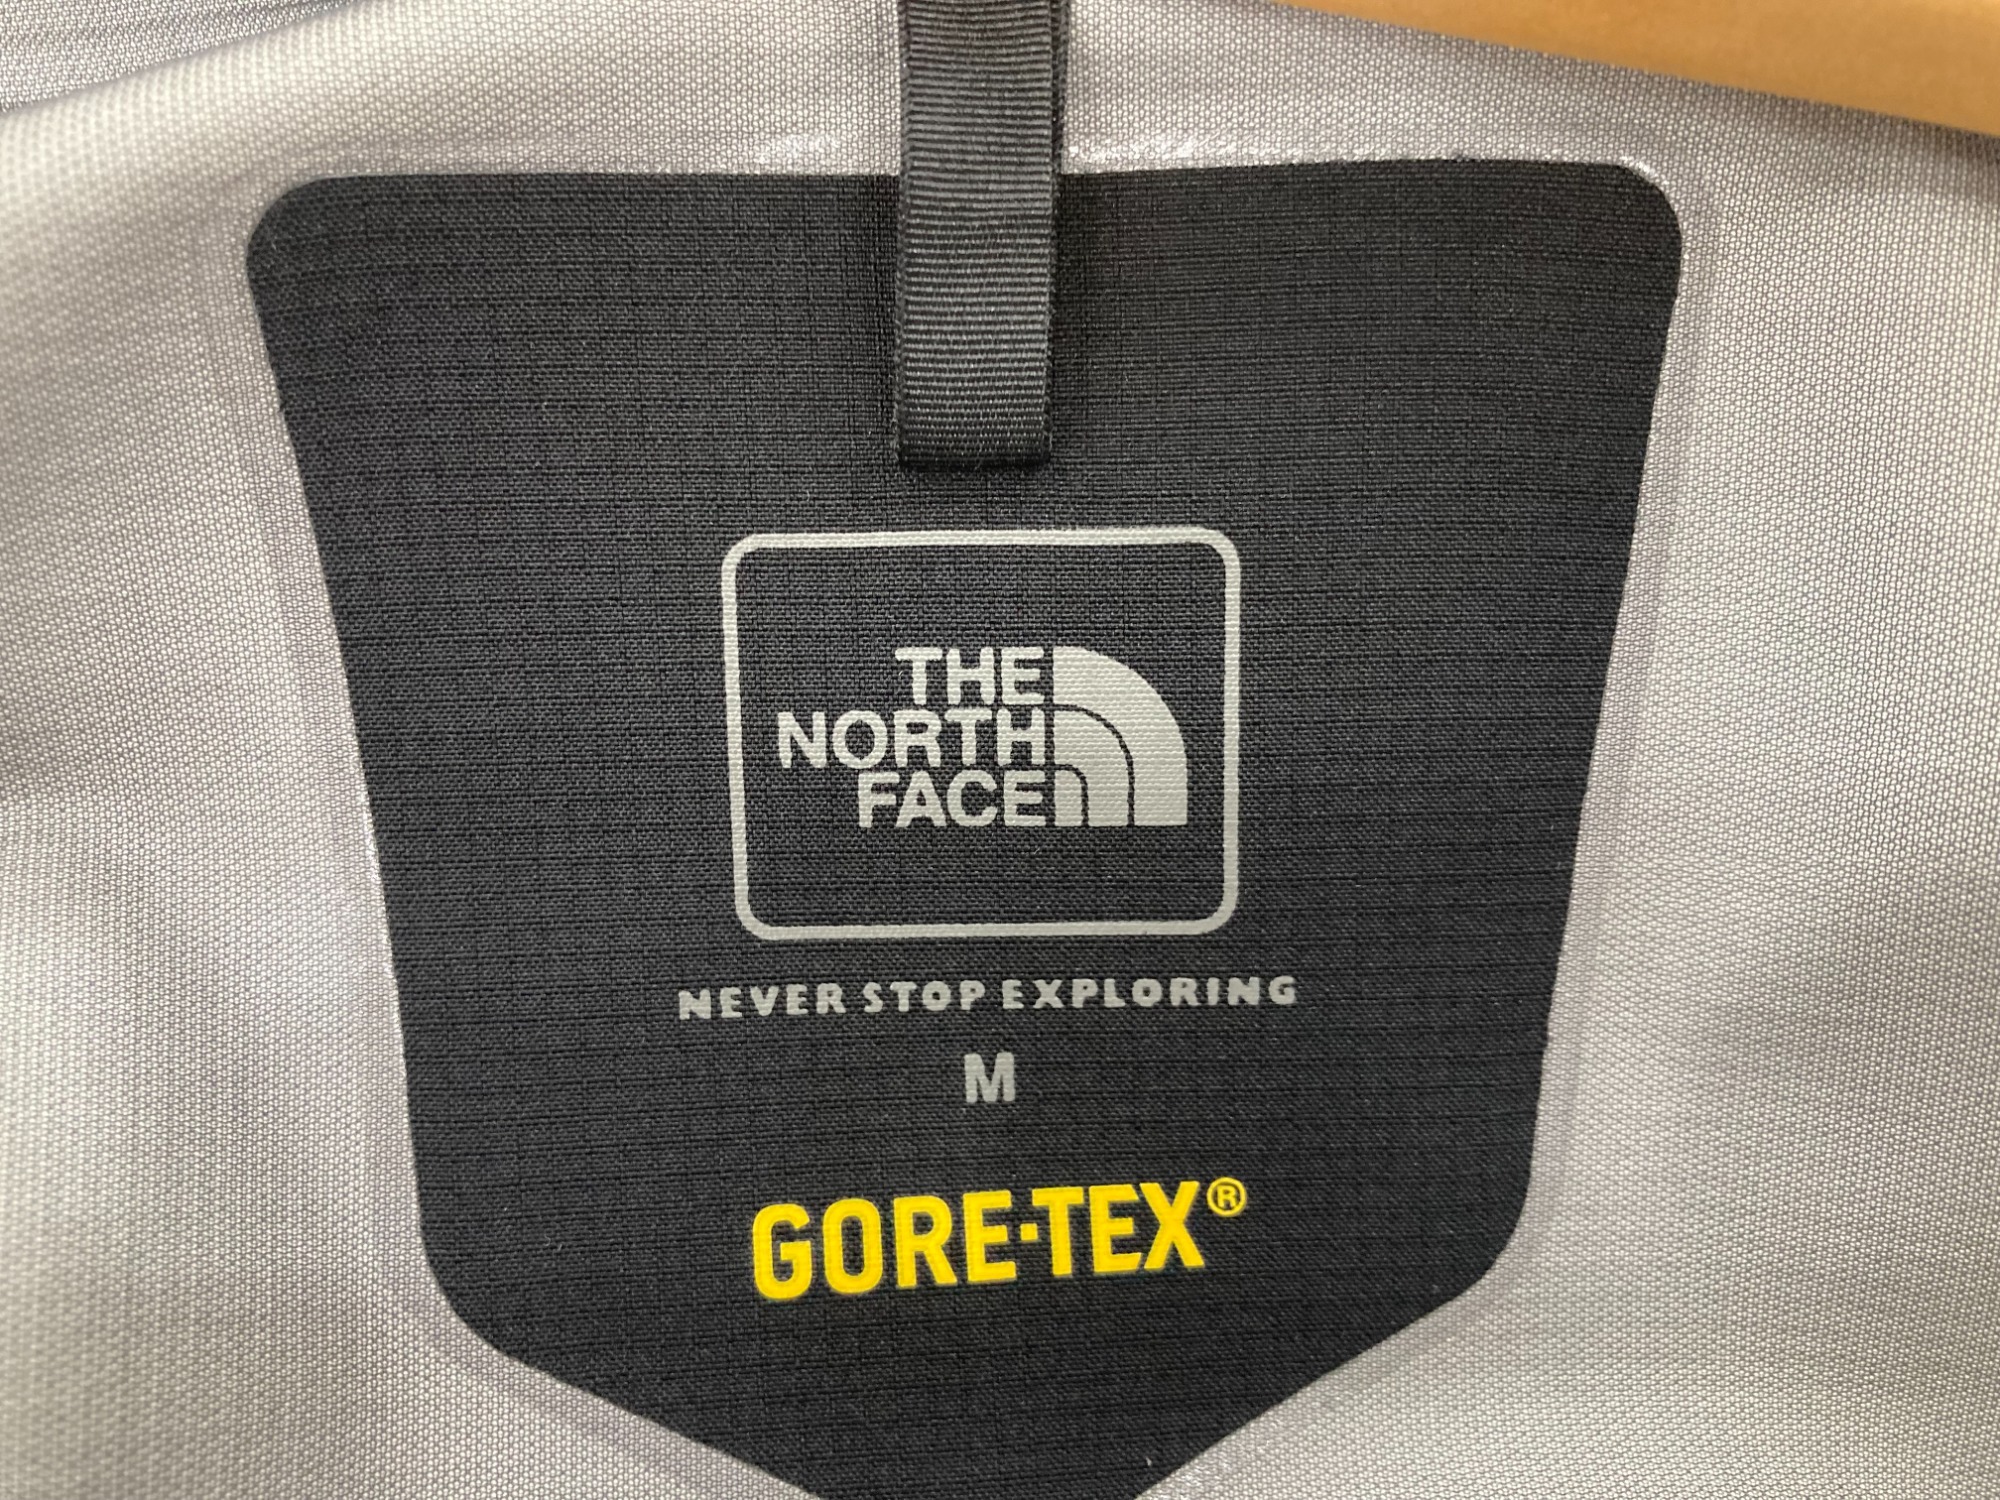 THE
NORTH
FACE
NEVER STOP EXPLORING
M
GORE-TEX®